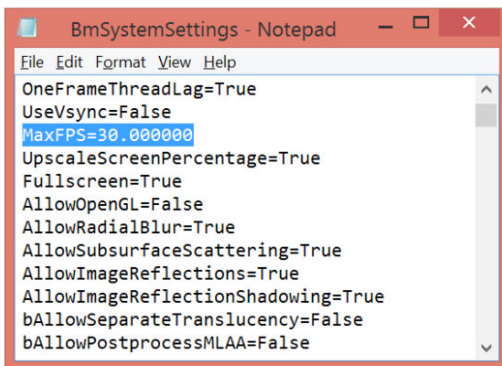 BmSystemSettings - Notepad
File Edit Format View Help
OneFrameThreadLag=True
UseVsync=False
MaxFPS=30.000000
UpscaleScreenPercentage=True
Fullscreen=True
AllowOpenGL=False
AllowRadialBlur=True
AllowSubsurfaceScattering=True
AllowImageReflections=True
AllowImageReflectionShadowing=True
bAllowSeparateTranslucency=False
bAllowPostprocessMLAA=False